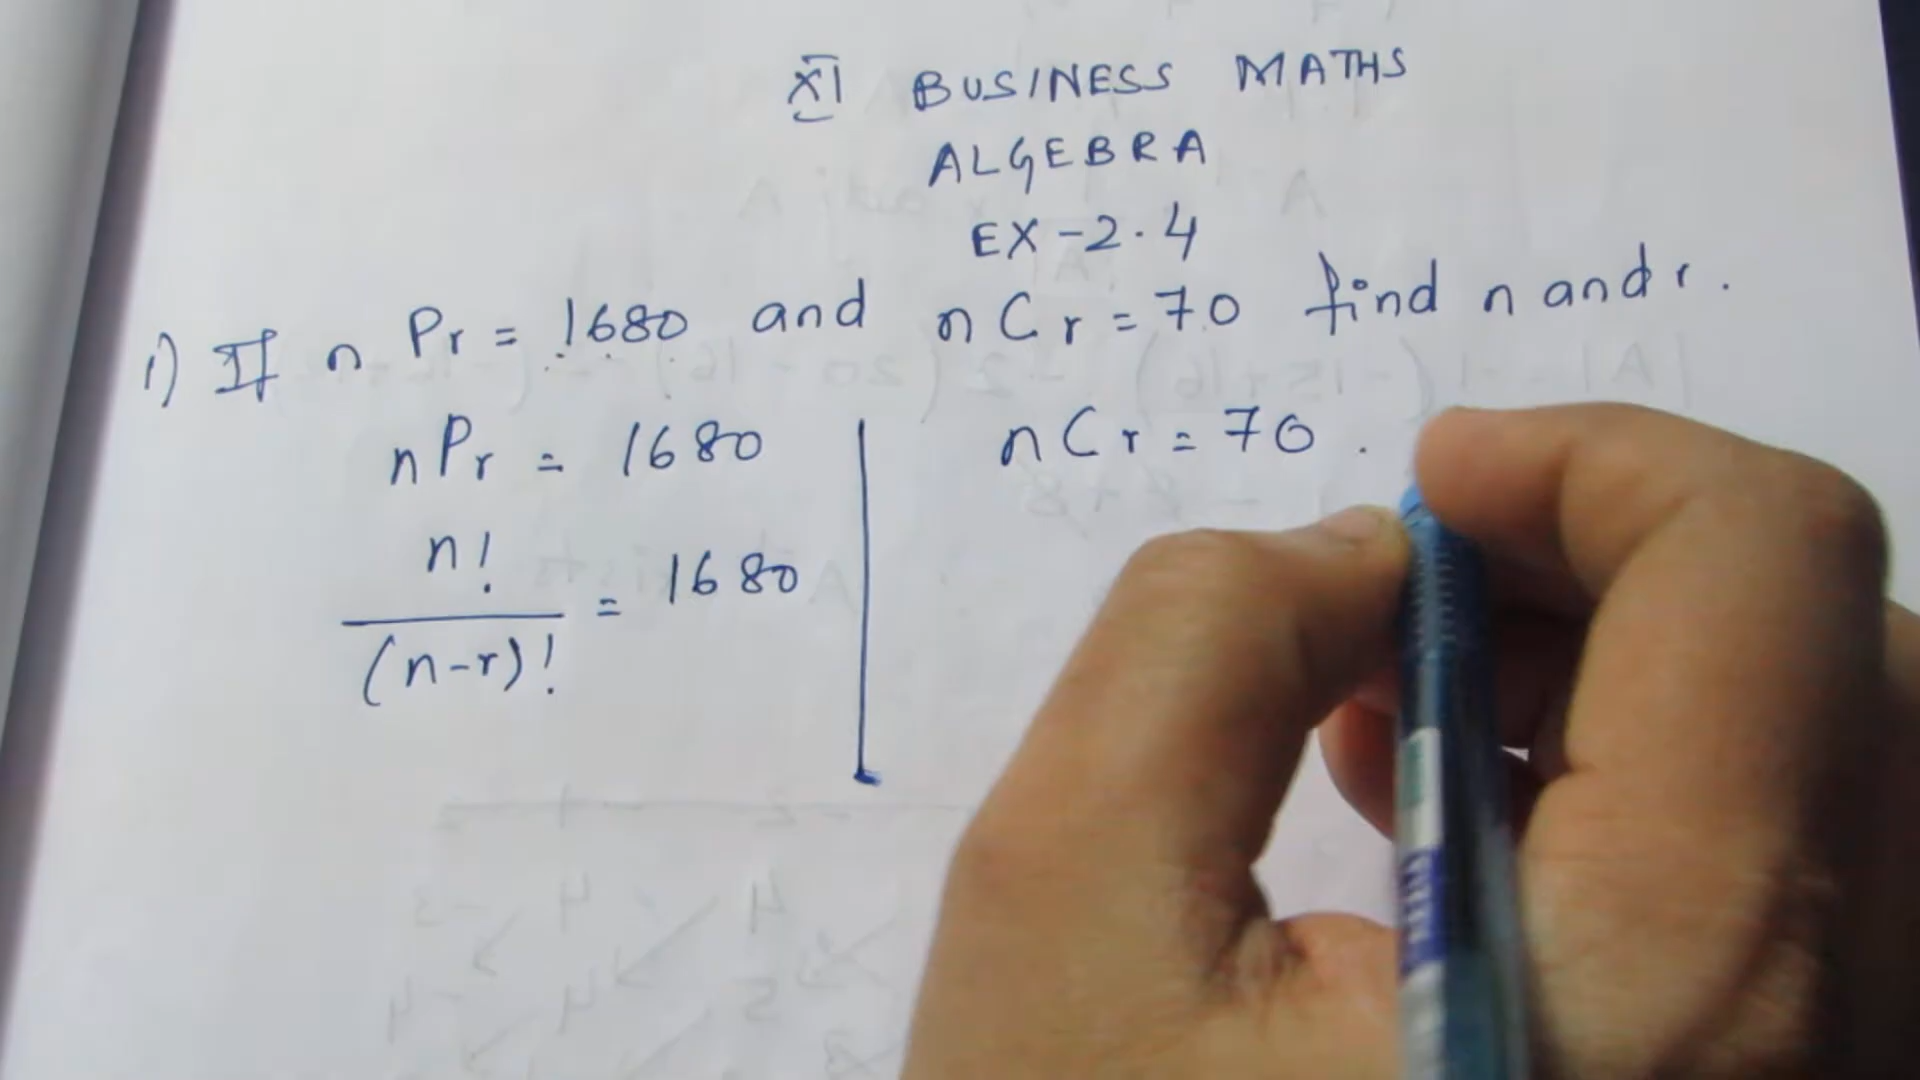 XI BUSINESS MATHS
ALGEBRA
EX-2.4
1) If n Pr = 1680 and n Cr = 70 find n and r.
nPr = 1680
nCr = 70.
n!
= 1680
(n-r)!